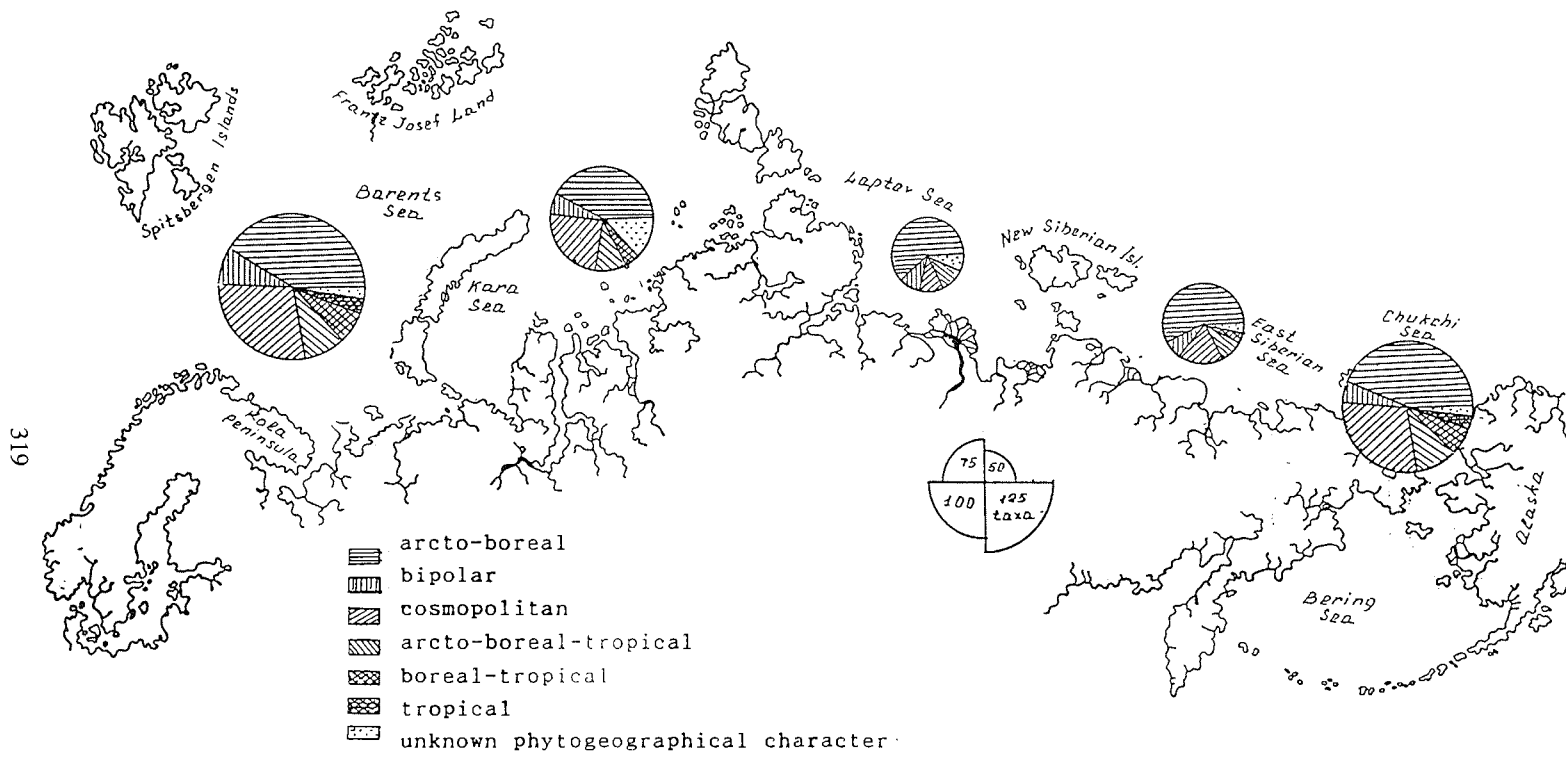 Frantz Josef Land
Spitsbergen Islands
Barents
Sea
Laptev Sea
New Siberian Isl.
Kara
Sea
East
Siberian
Sea
Chukchi
Sea
Kola
peninsula
75 50
100 125
taxa
Alaska
Bering
Sea
319
arcto-boreal
bipolar
cosmopolitan
arcto-boreal-tropical
boreal-tropical
tropical
unknown phytogeographical character